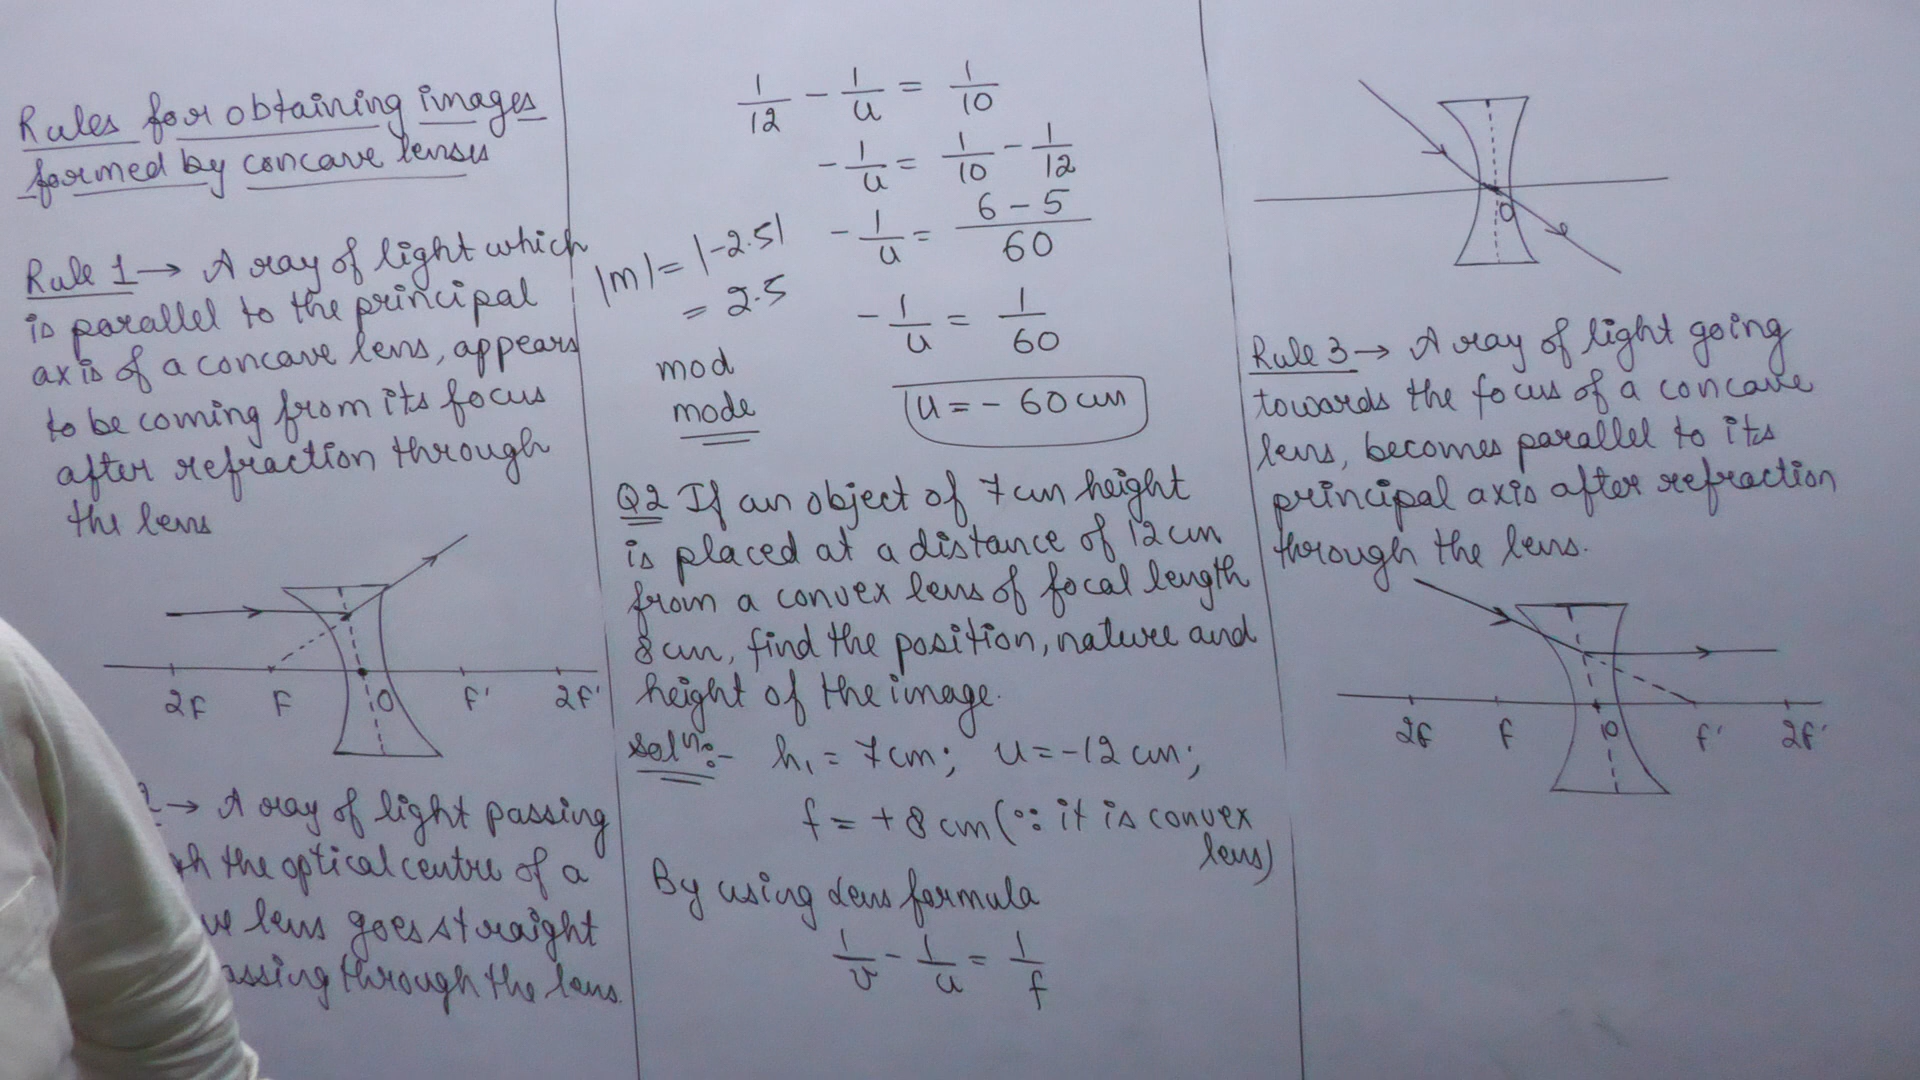 Rules for obtaining images
formed by concave lenses
Rule 1 → A ray of light which
is parallel to the principal
axis of a concave lens, appears
to be coming from its focus
after refraction through
the lens
2F F O F' 2F'
→ A ray of light passing
the optical centre of a
lens goes straight
through the lens.
1/12 - 1/u = 1/10
- 1/u = 1/10 - 1/12
- 1/u = 6 - 5 / 60
- 1/u = 1/60
u = - 60 cm
|m| = |-2.5|
= 2.5
mod
mode
Q2 If an object of 7 cm height
is placed at a distance of 12 cm
from a convex lens of focal length
8 cm, find the position, nature and
height of the image.
Solⁿ:- h₁ = 7 cm; u = -12 cm;
f = + 8 cm (∵ it is convex
lens)
By using Lens formula
1/v - 1/u = 1/f
O
Rule 3 → A ray of light going
towards the focus of a concave
lens, becomes parallel to its
principal axis after refraction
through the lens.
2F F O F' 2F'